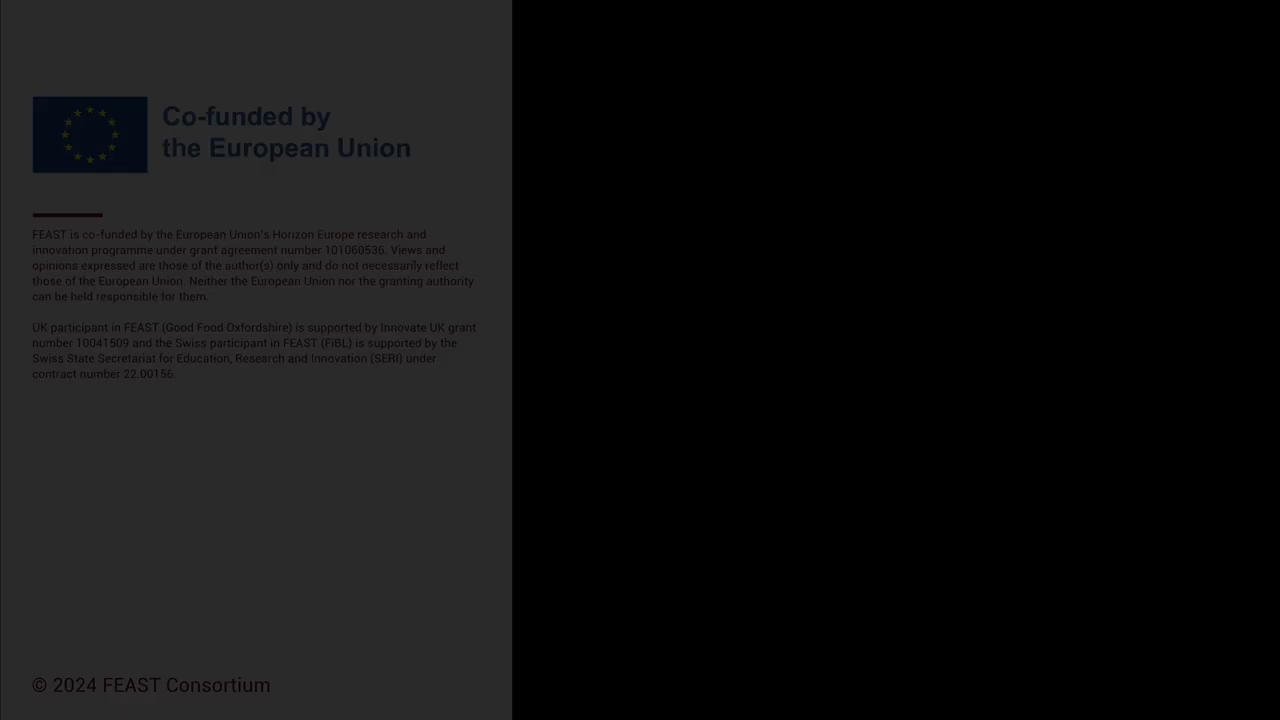 Co-funded by
the European Union
FEAST is co-funded by the European Union's Horizon Europe research and
innovation programme under grant agreement number 101060536. Views and
opinions expressed are those of the author(s) only and do not necessarily reflect
those of the European Union. Neither the European Union nor the granting authority
can be held responsible for them.
UK participant in FEAST (Good Food Oxfordshire) is supported by Innovate UK grant
number 10041509 and the Swiss participant in FEAST (FiBL) is supported by the
Swiss State Secretariat for Education, Research and Innovation (SERI) under
contract number 22.00156.
© 2024 FEAST Consortium